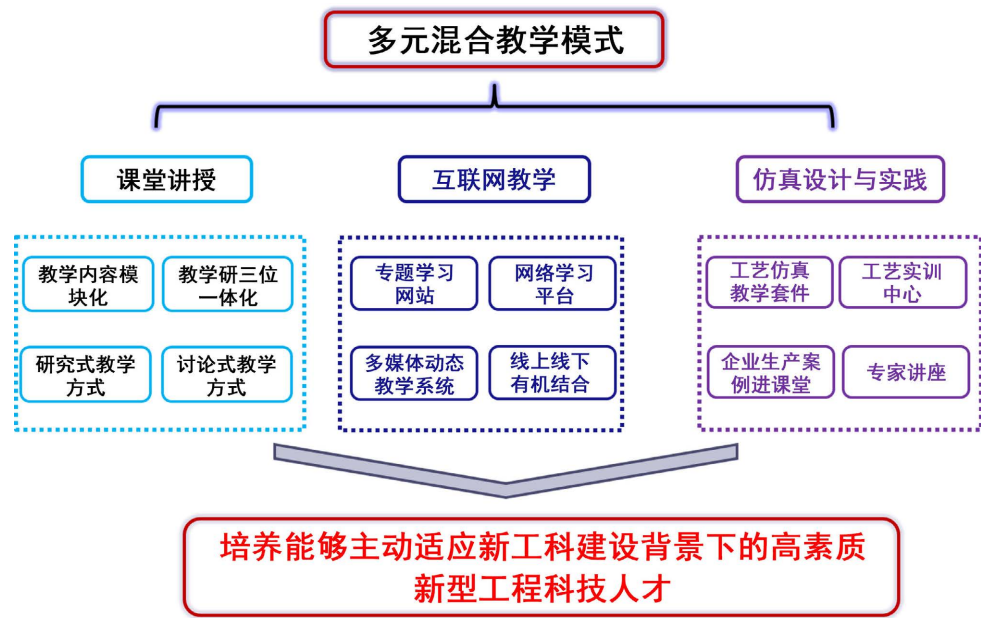 多元混合教学模式
课堂讲授
互联网教学
仿真设计与实践
教学内容模
块化
教学研三位
一体化
研究式教学
方式
讨论式教学
方式
专题学习
网站
网络学习
平台
多媒体动态
教学系统
线上线下
有机结合
工艺仿真
教学套件
工艺实训
中心
企业生产案
例进课堂
专家讲座
培养能够主动适应新工科建设背景下的高素质
新型工程科技人才